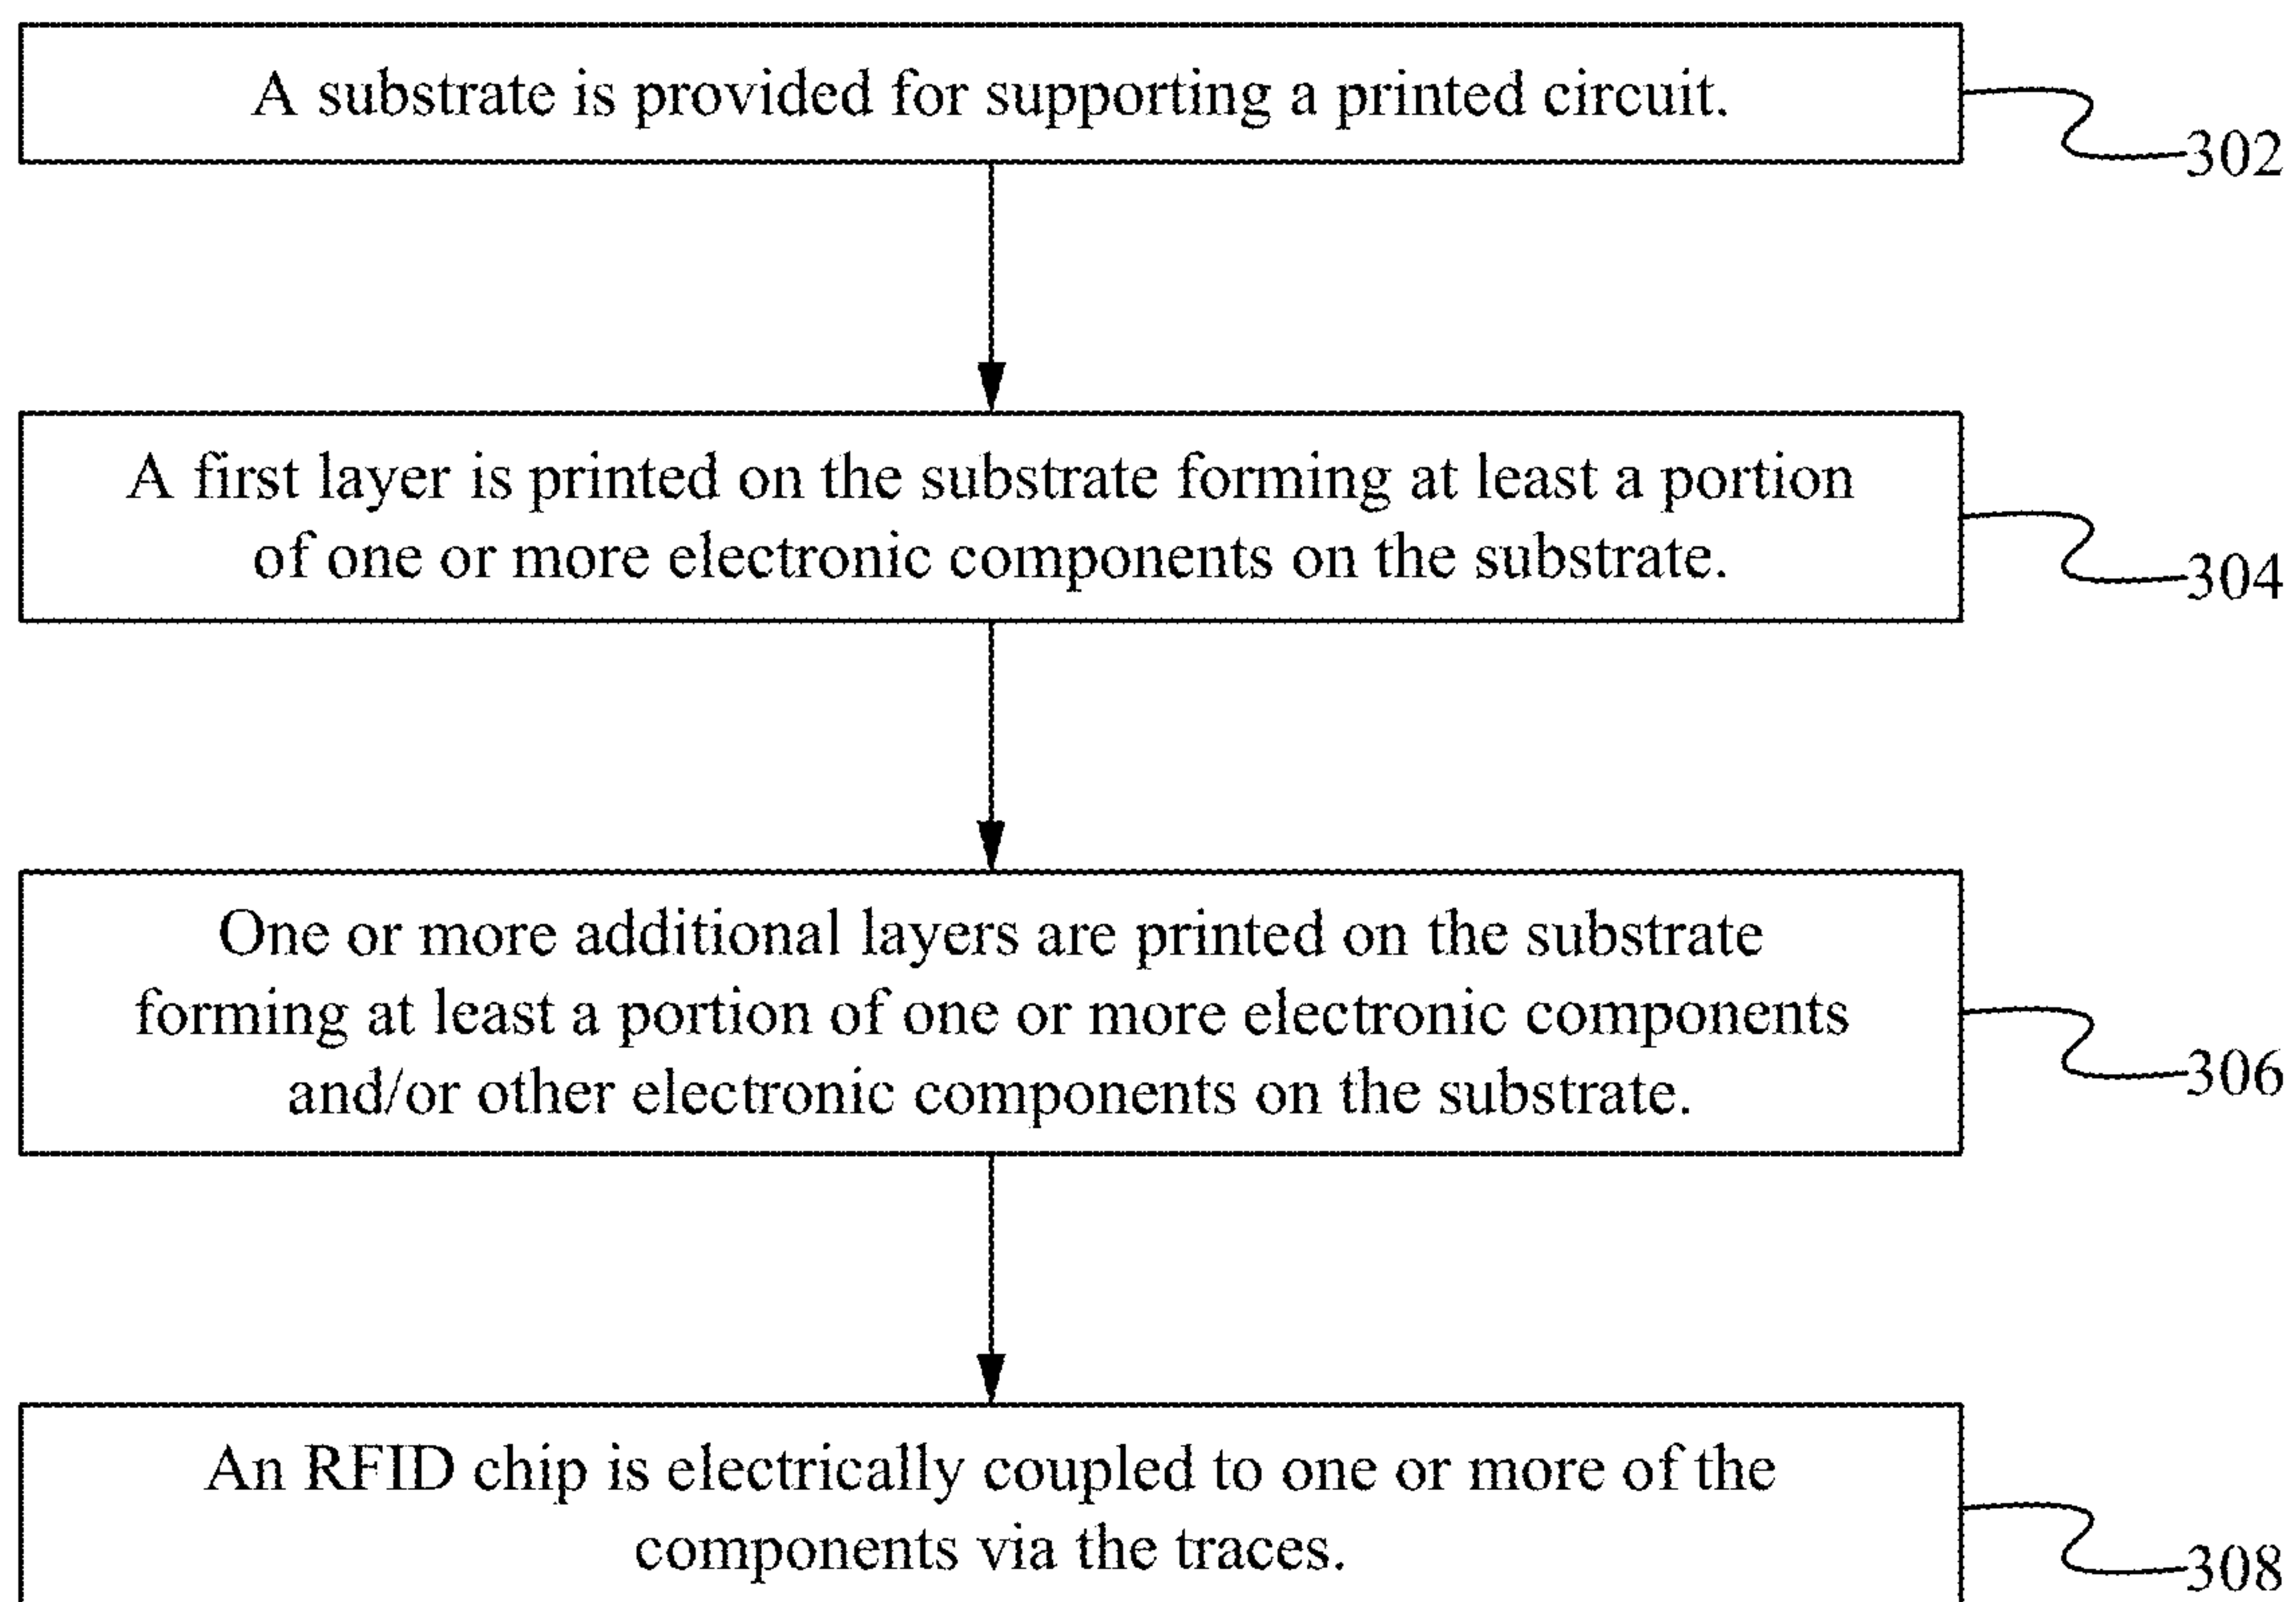 A substrate is provided for supporting a printed circuit.
302
A first layer is printed on the substrate forming at least a portion
of one or more electronic components on the substrate.
304
One or more additional layers are printed on the substrate
forming at least a portion of one or more electronic components
and/or other electronic components on the substrate.
306
An RFID chip is electrically coupled to one or more of the
components via the traces.
308